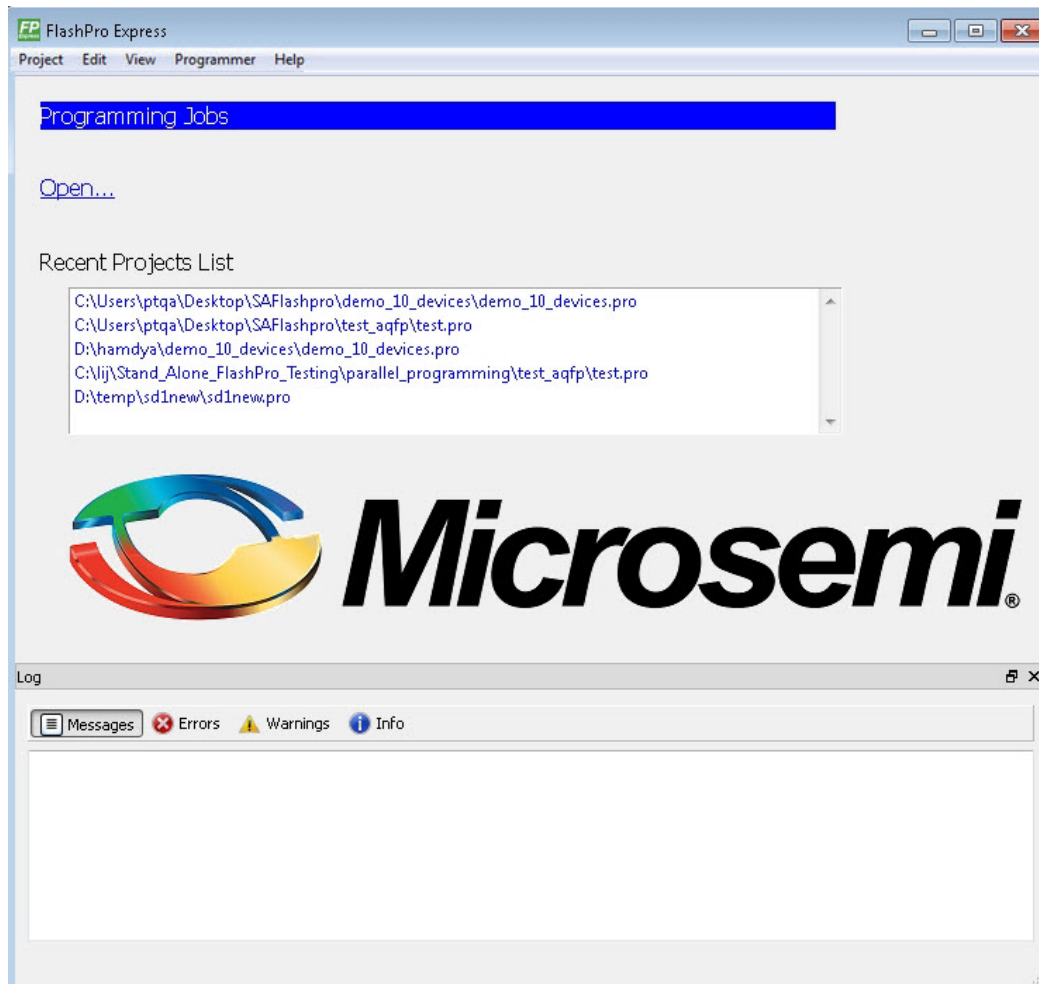 FP
Express
FlashPro Express
Project Edit View Programmer Help
Programming Jobs
Open...
Recent Projects List
C:\Users\ptqa\Desktop\SAFlashpro\demo_10_devices\demo_10_devices.pro
C:\Users\ptqa\Desktop\SAFlashpro\test_aqfp\test.pro
D:\hamdya\demo_10_devices\demo_10_devices.pro
C:\lij\Stand_Alone_FlashPro_Testing\parallel_programming\test_aqfp\test.pro
D:\temp\sd1new\sd1new.pro
Microsemi®
Log
Messages Errors Warnings Info